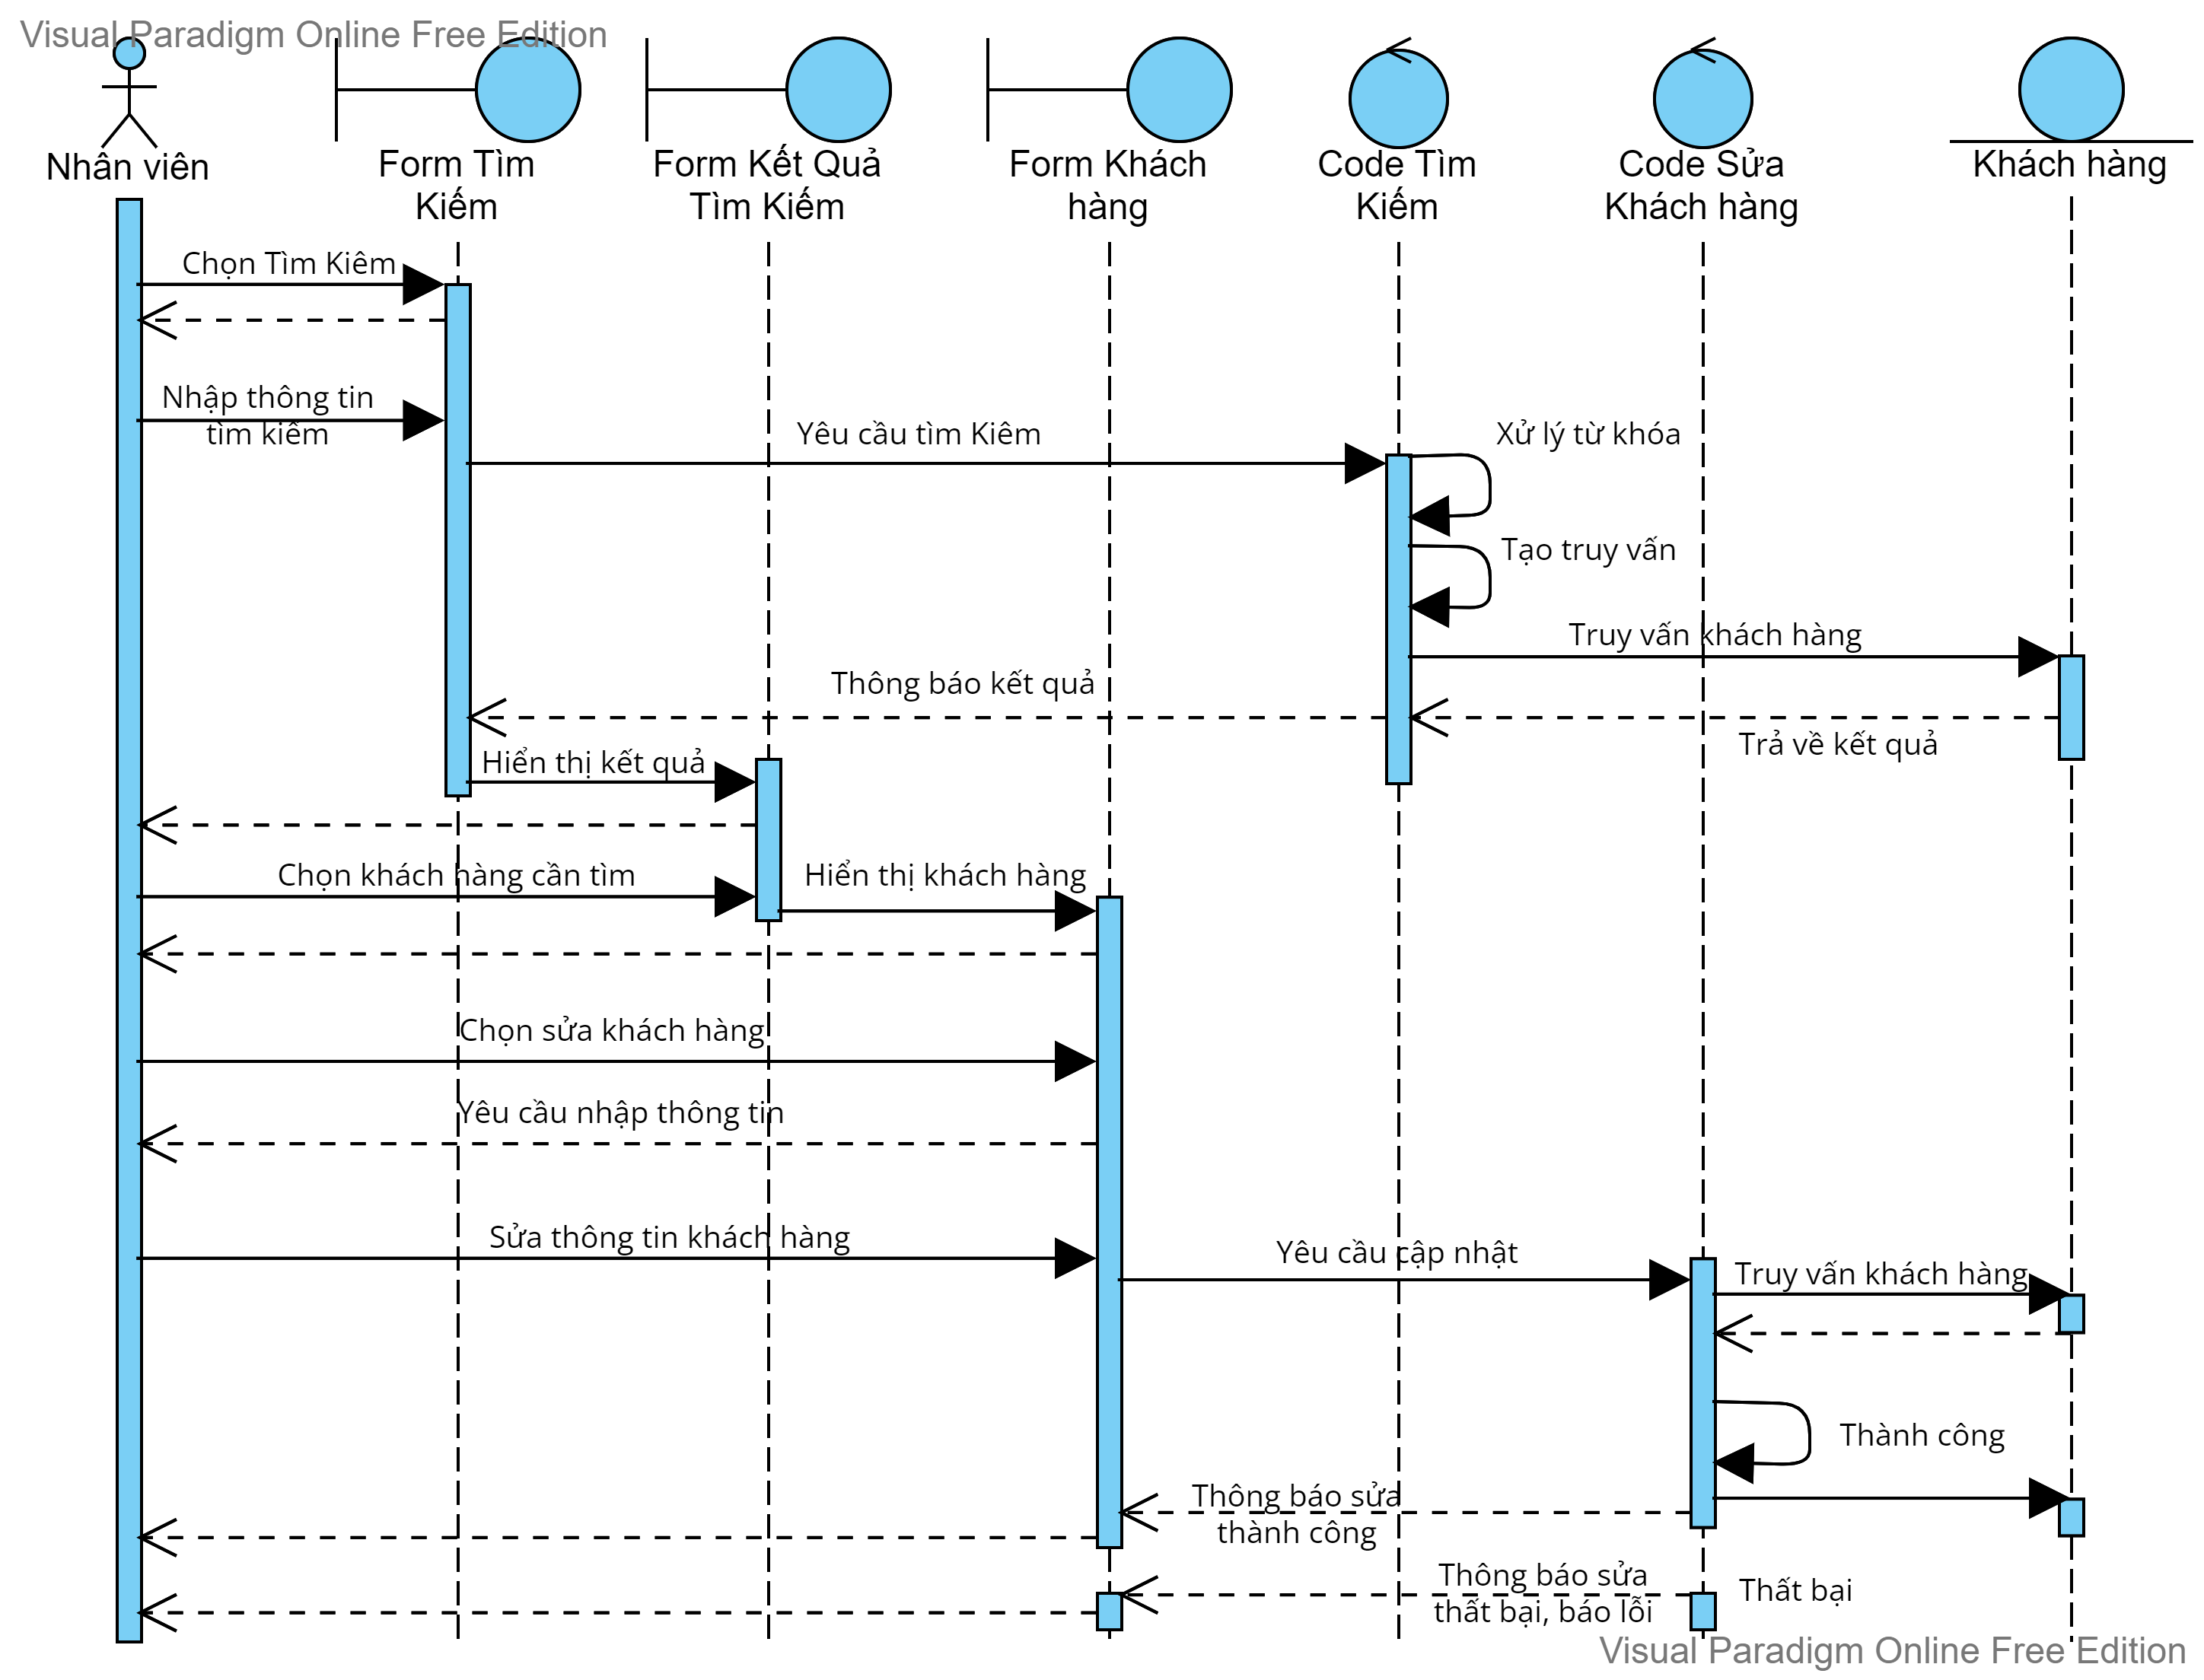 Visual Paradigm Online Free Edition
Nhân viên
Form Tìm
Kiếm
Form Kết Quả
Tìm Kiếm
Form Khách
hàng
Code Tìm
Kiếm
Code Sửa
Khách hàng
Khách hàng
Chọn Tìm Kiêm
Nhập thông tin
tìm kiếm
Yêu cầu tìm Kiêm
Xử lý từ khóa
Tạo truy vấn
Truy vấn khách hàng
Thông báo kết quả
Trả về kết quả
Hiển thị kết quả
Chọn khách hàng cần tìm
Hiển thị khách hàng
Chọn sửa khách hàng
Yêu cầu nhập thông tin
Sửa thông tin khách hàng
Yêu cầu cập nhật
Truy vấn khách hàng
Thành công
Thông báo sửa
thành công
Thông báo sửa
thất bại, báo lỗi
Thất bại
Visual Paradigm Online Free Edition